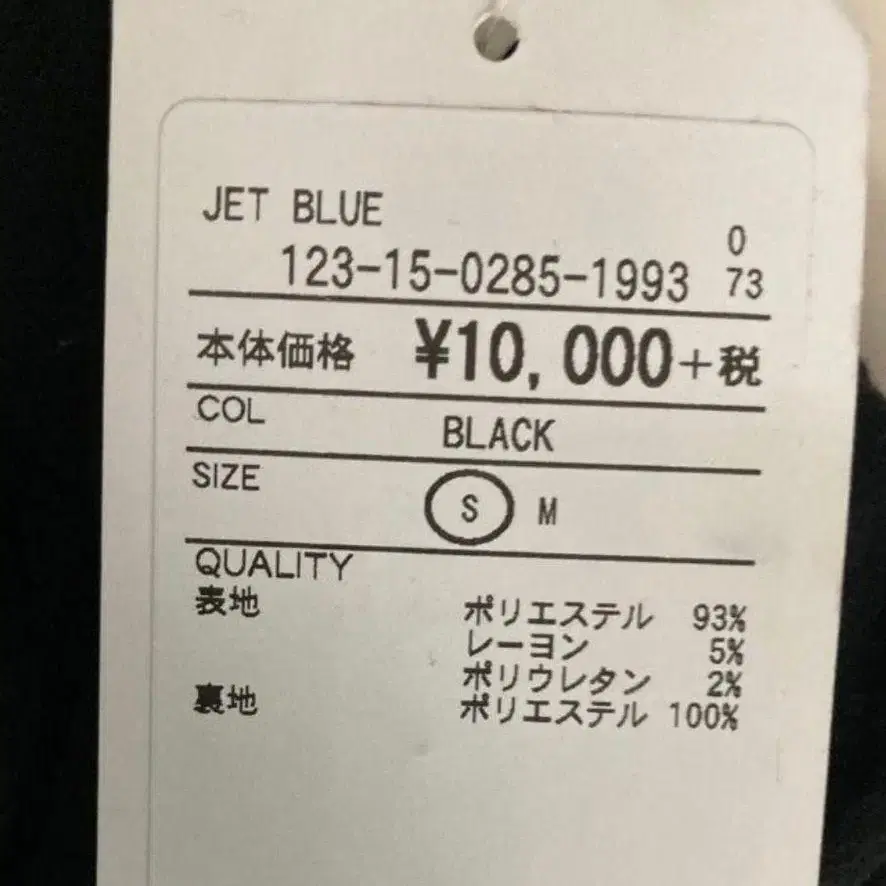 JET BLUE
0
123-15-0285-1993 73
本体価格 ¥10,000+税
COL BLACK
SIZE S M
QUALITY
表地 ポリエステル 93%
レーヨン 5%
ポリウレタン 2%
裏地 ポリエステル 100%